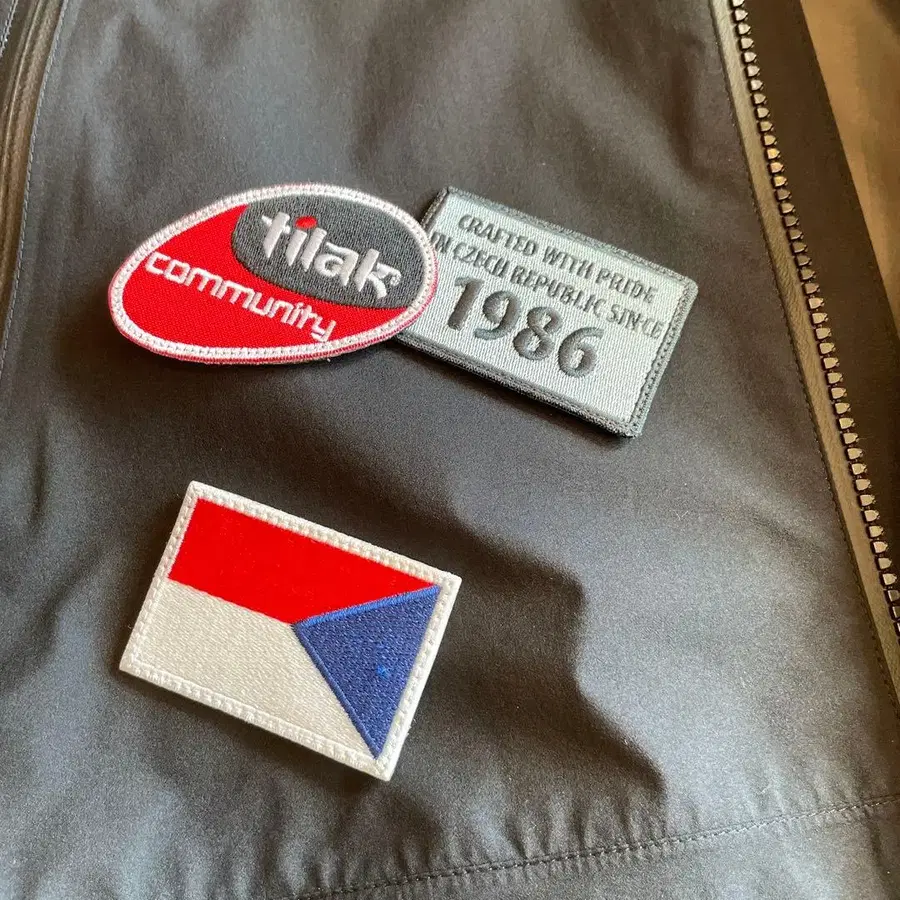 tilak
community
CRAFTED WITH PRIDE
IN CZECH REPUBLIC SINCE
1986